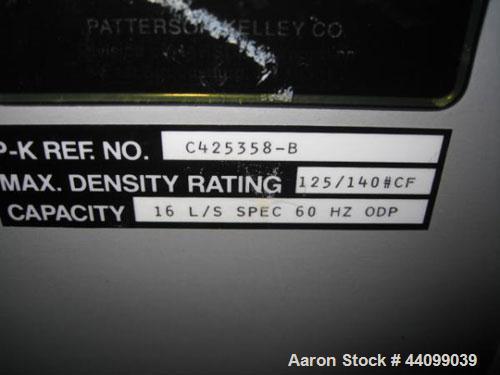 PATTERSON-KELLEY CO
P-K REF. NO. C425358-B
MAX. DENSITY RATING 125/140#CF
CAPACITY 16 L/S SPEC 60 HZ ODP
Aaron Stock # 44099039